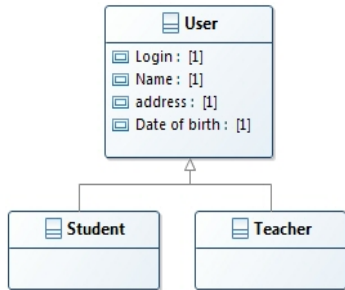 User
Login : [1]
Name : [1]
address : [1]
Date of birth : [1]
Student
Teacher